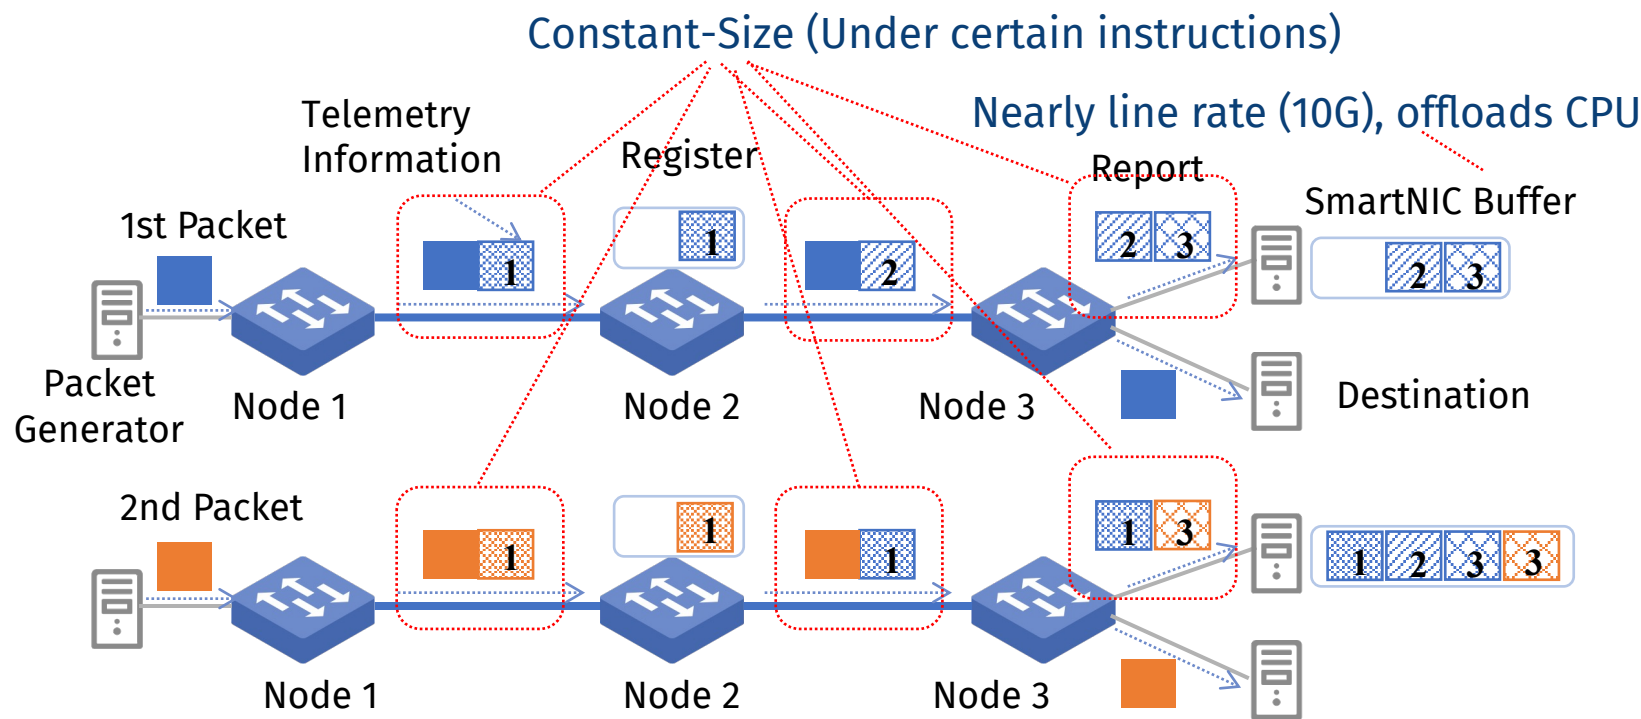 Constant-Size (Under certain instructions)
Nearly line rate (10G), offloads CPU
Telemetry
Information
Register
Report
SmartNIC Buffer
1st Packet
1
1
2
2 3
2 3
Packet
Generator
Node 1
Node 2
Node 3
Destination
2nd Packet
1
1
1
1 3
1 2 3 3
Node 1
Node 2
Node 3